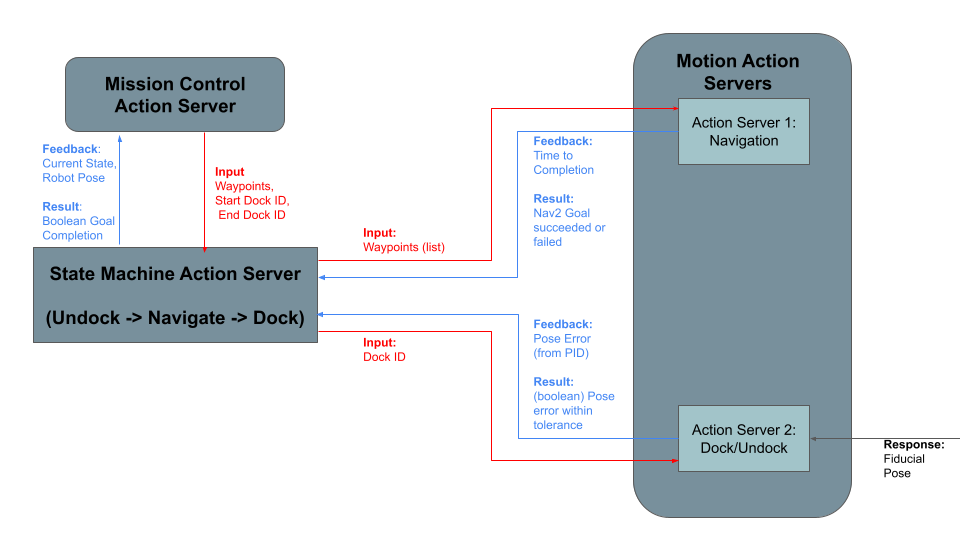 Mission Control
Action Server
Feedback:
Current State,
Robot Pose
Result:
Boolean Goal
Completion
Input
Waypoints,
Start Dock ID,
End Dock ID
State Machine Action Server
(Undock -> Navigate -> Dock)
Input:
Waypoints (list)
Input:
Dock ID
Feedback:
Time to
Completion
Result:
Nav2 Goal
succeeded or
failed
Feedback:
Pose Error
(from PID)
Result:
(boolean) Pose
error within
tolerance
Motion Action
Servers
Action Server 1:
Navigation
Action Server 2:
Dock/Undock
Response:
Fiducial
Pose